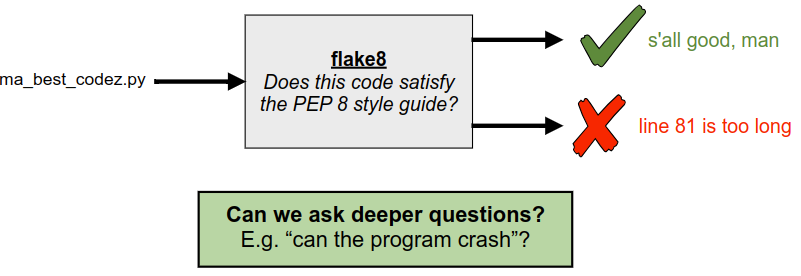 ma_best_codez.py
flake8
Does this code satisfy
the PEP 8 style guide?
s'all good, man
line 81 is too long
Can we ask deeper questions?
E.g. “can the program crash”?